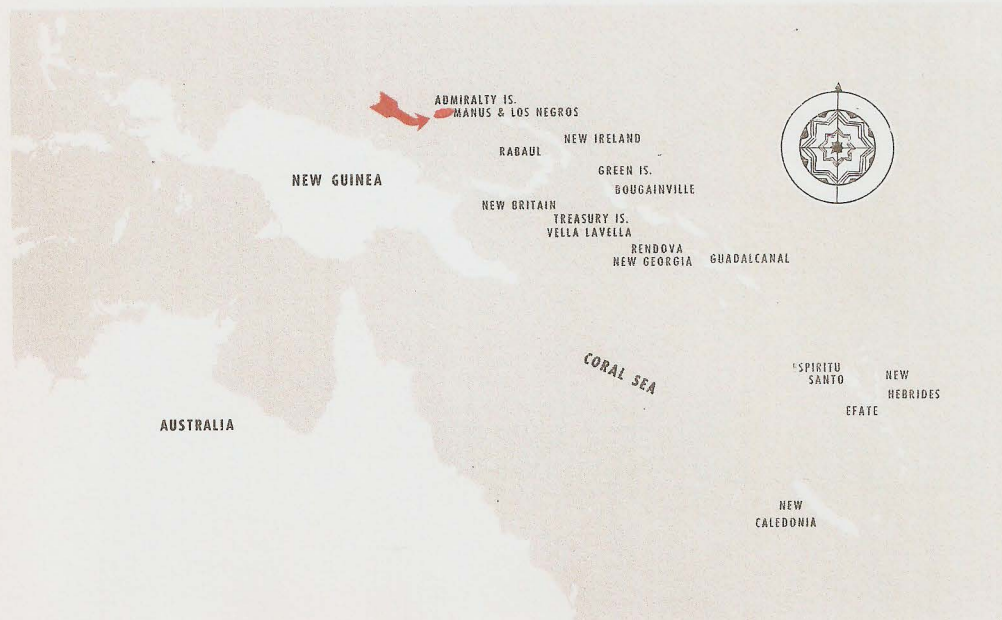 ADMIRALTY IS.
MANUS & LOS NEGROS
NEW IRELAND
RABAUL
GREEN IS.
NEW GUINEA
BOUGAINVILLE
NEW BRITAIN
TREASURY IS.
VELLA LAVELLA
RENDOVA
NEW GEORGIA
GUADALCANAL
CORAL SEA
ESPIRITU
SANTO
NEW
HEBRIDES
EFATE
AUSTRALIA
NEW
CALEDONIA